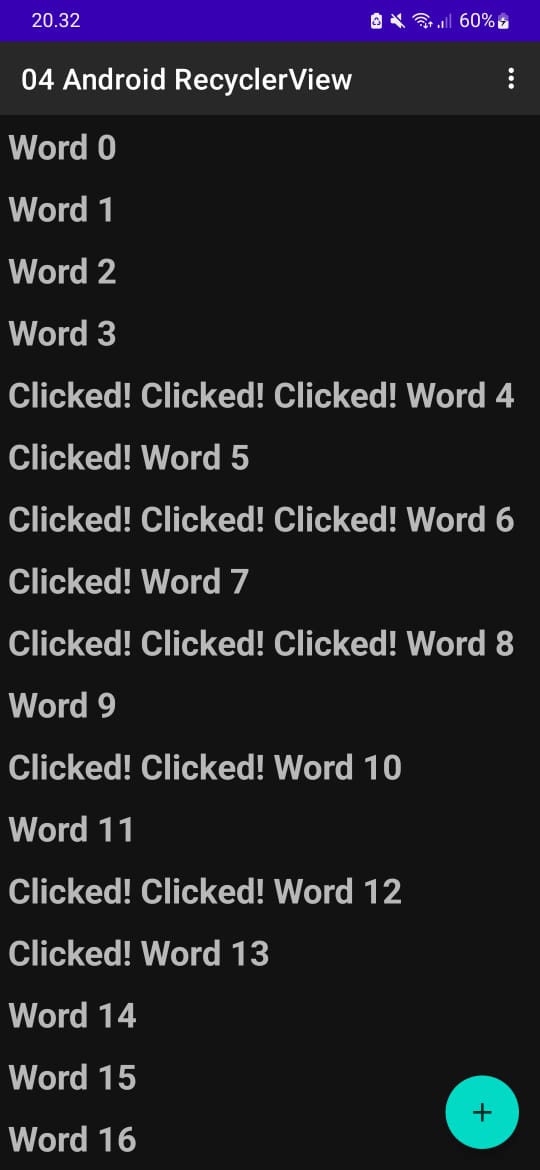 20.32 60%
04 Android RecyclerView
Word 0
Word 1
Word 2
Word 3
Clicked! Clicked! Clicked! Word 4
Clicked! Word 5
Clicked! Clicked! Clicked! Word 6
Clicked! Word 7
Clicked! Clicked! Clicked! Word 8
Word 9
Clicked! Clicked! Word 10
Word 11
Clicked! Clicked! Word 12
Clicked! Word 13
Word 14
Word 15
Word 16
+